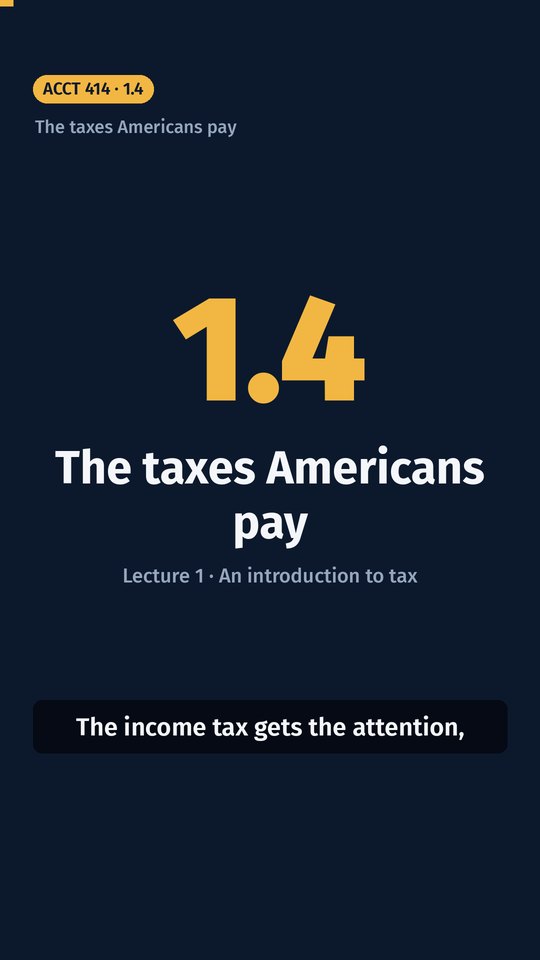 ACCT 414 · 1.4
The taxes Americans pay
1.4
The taxes Americans
pay
Lecture 1 · An introduction to tax
The income tax gets the attention,